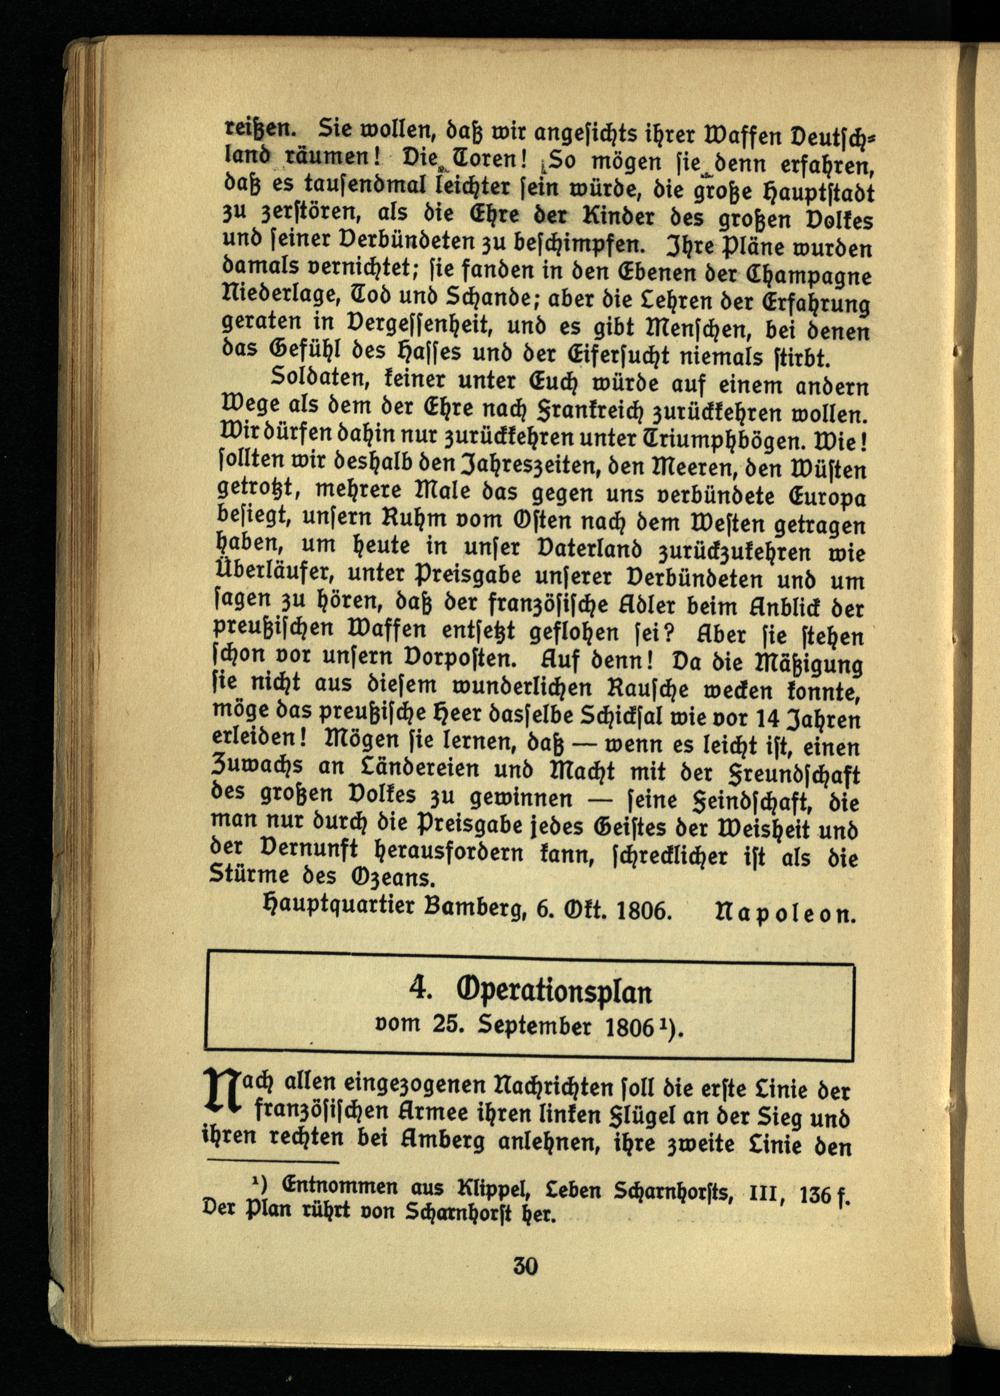 reißen. Sie wollen, daß wir angesichts ihrer Waffen Deutsch-
land räumen! Die Toren! So mögen sie denn erfahren,
daß es tausendmal leichter sein würde, die große Hauptstadt
zu zerstören, als die Ehre der Kinder des großen Volkes
und seiner Verbündeten zu beschimpfen. Ihre Pläne wurden
damals vernichtet; sie fanden in den Ebenen der Champagne
Niederlage, Tod und Schande; aber die Lehren der Erfahrung
geraten in Vergessenheit, und es gibt Menschen, bei denen
das Gefühl des Hasses und der Eifersucht niemals stirbt.
Soldaten, keiner unter Euch würde auf einem andern
Wege als dem der Ehre nach Frankreich zurückkehren wollen.
Wir dürfen dahin nur zurückkehren unter Triumphbögen. Wie!
sollten wir deshalb den Jahreszeiten, den Meeren, den Wüsten
getrotzt, mehrere Male das gegen uns verbündete Europa
besiegt, unsern Ruhm vom Osten nach dem Westen getragen
haben, um heute in unser Vaterland zurückzukehren wie
Überläufer, unter Preisgabe unserer Verbündeten und um
sagen zu hören, daß der französische Adler beim Anblick der
preußischen Waffen entsetzt geflohen sei? Aber sie stehen
schon vor unsern Vorposten. Auf denn! Da die Mäßigung
sie nicht aus diesem wunderlichen Rausche wecken konnte,
möge das preußische Heer dasselbe Schicksal wie vor 14 Jahren
erleiden! Mögen sie lernen, daß — wenn es leicht ist, einen
Zuwachs an Ländereien und Macht mit der Freundschaft
des großen Volkes zu gewinnen — seine Feindschaft, die
man nur durch die Preisgabe jedes Geistes der Weisheit und
der Vernunft herausfordern kann, schrecklicher ist als die
Stürme des Ozeans.
Hauptquartier Bamberg, 6. Okt. 1806. Napoleon.
4. Operationsplan
vom 25. September 1806¹).
Nach allen eingezogenen Nachrichten soll die erste Linie der
französischen Armee ihren linken Flügel an der Sieg und
ihren rechten bei Amberg anlehnen, ihre zweite Linie den
¹) Entnommen aus Klippel, Leben Scharnhorsts, III, 136 f.
Der Plan rührt von Scharnhorst her.
30